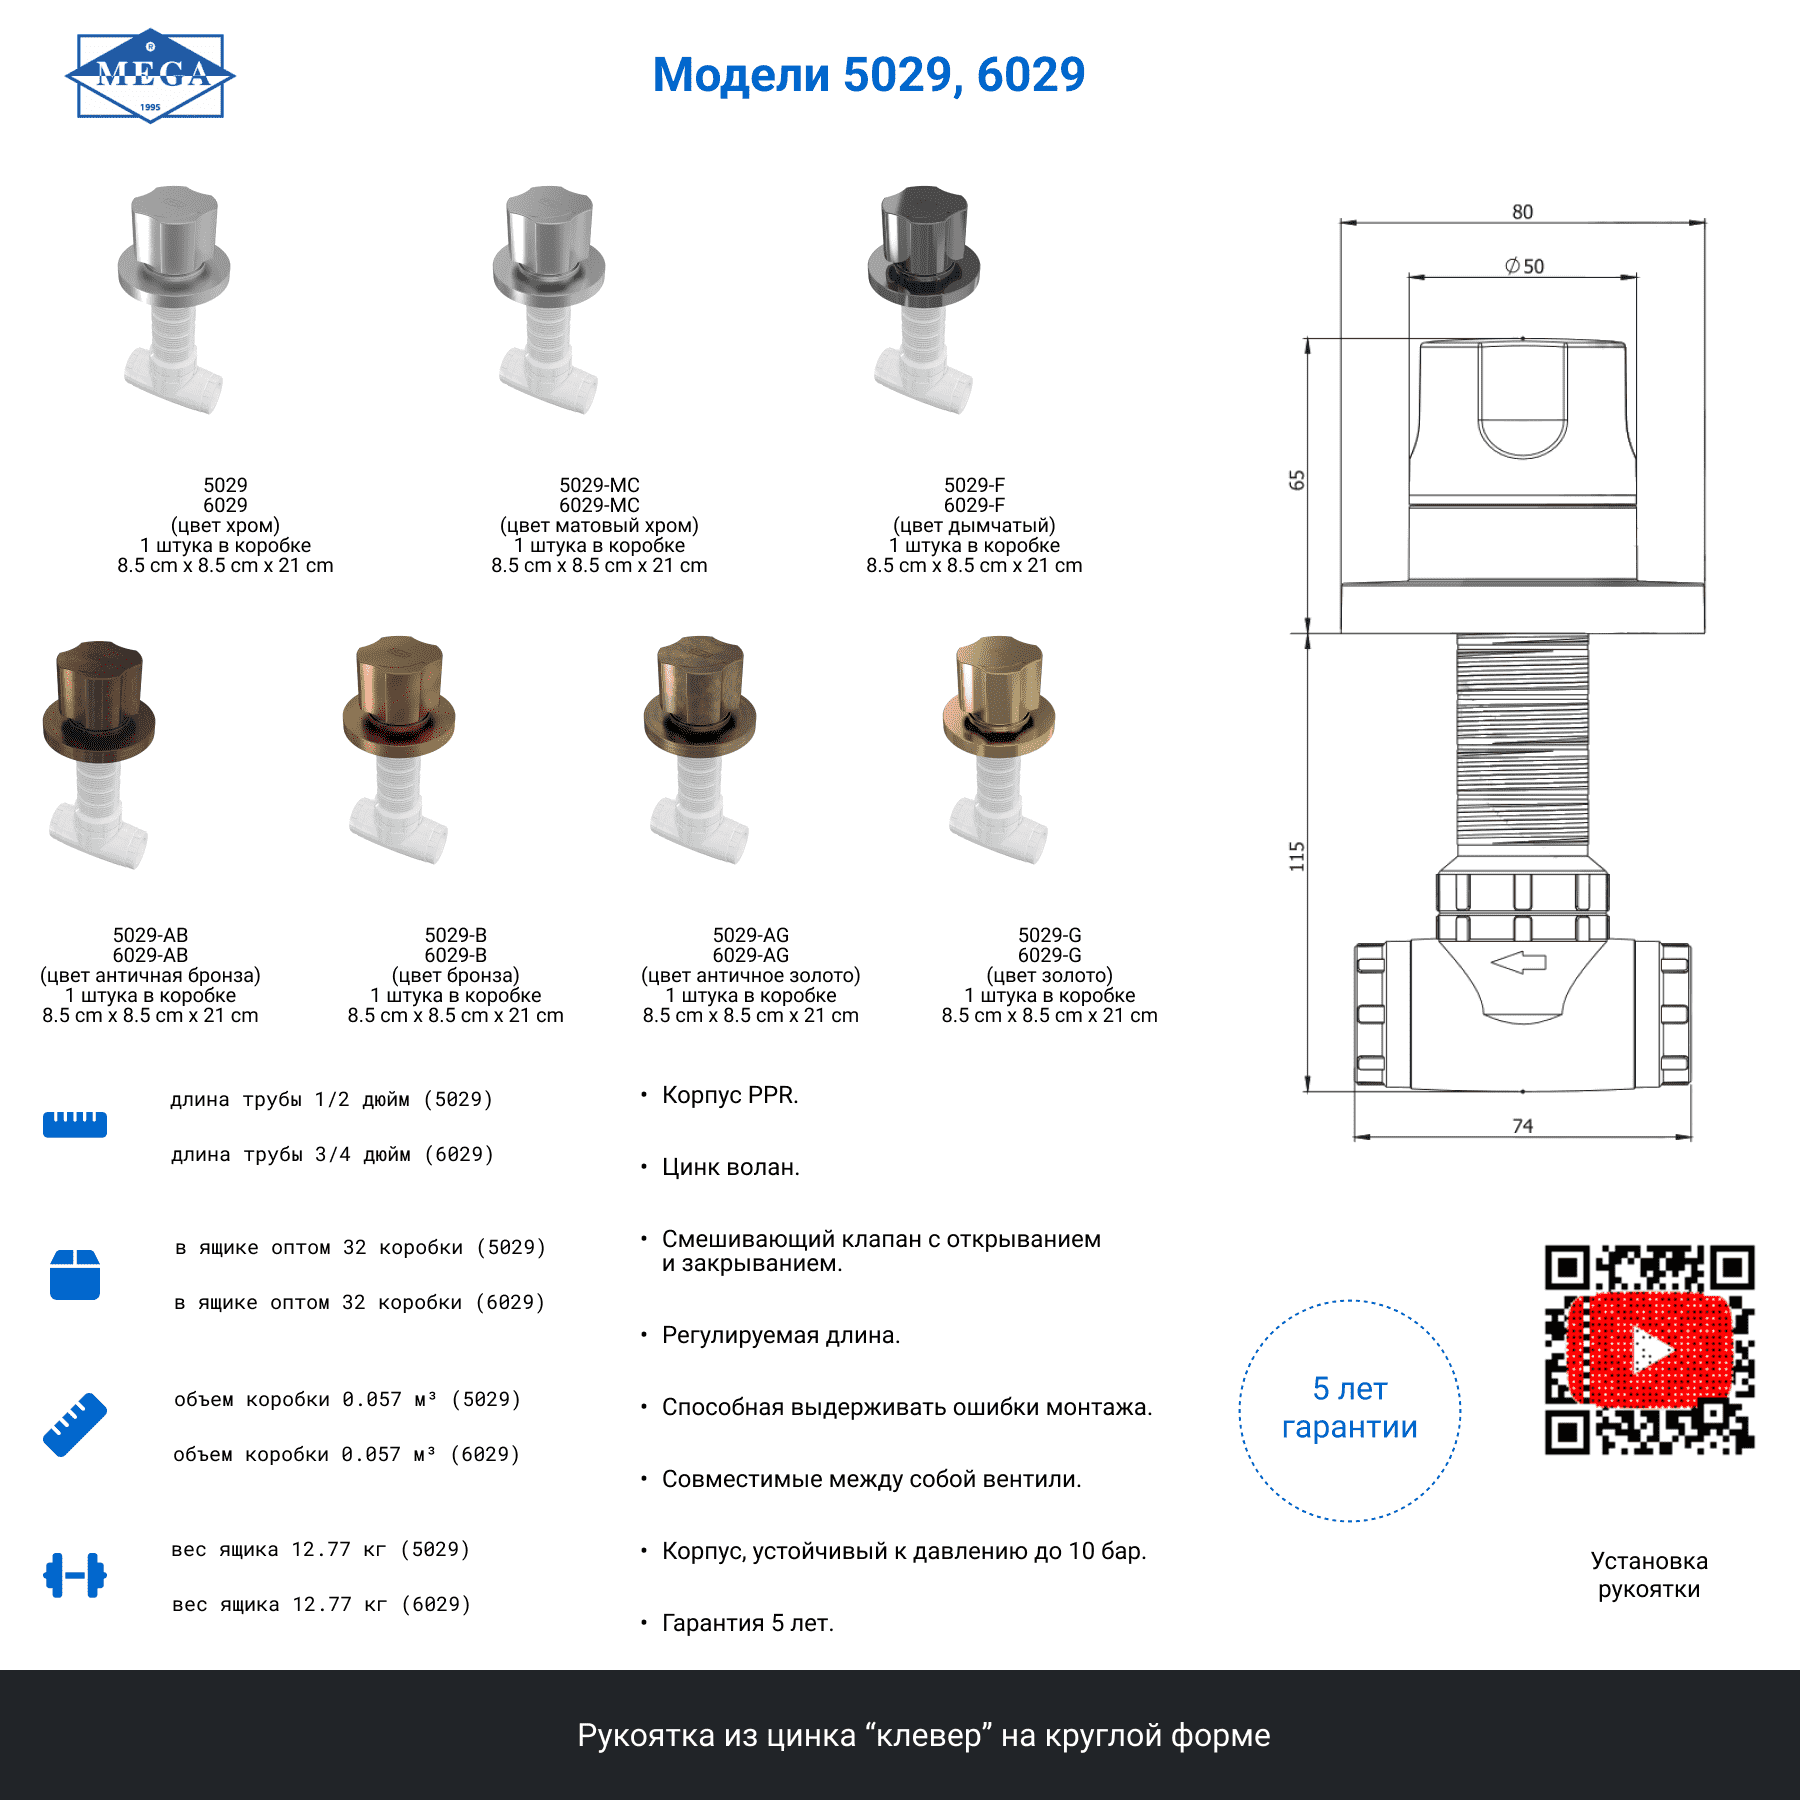 MEGA
®
1995
Модели 5029, 6029
5029
6029
(цвет хром)
1 штука в коробке
8.5 cm x 8.5 cm x 21 cm
5029-MC
6029-MC
(цвет матовый хром)
1 штука в коробке
8.5 cm x 8.5 cm x 21 cm
5029-F
6029-F
(цвет дымчатый)
1 штука в коробке
8.5 cm x 8.5 cm x 21 cm
5029-AB
6029-AB
(цвет античная бронза)
1 штука в коробке
8.5 cm x 8.5 cm x 21 cm
5029-B
6029-B
(цвет бронза)
1 штука в коробке
8.5 cm x 8.5 cm x 21 cm
5029-AG
6029-AG
(цвет античное золото)
1 штука в коробке
8.5 cm x 8.5 cm x 21 cm
5029-G
6029-G
(цвет золото)
1 штука в коробке
8.5 cm x 8.5 cm x 21 cm
80
∅50
65
115
74
длина трубы 1/2 дюйм (5029)
длина трубы 3/4 дюйм (6029)
в ящике оптом 32 коробки (5029)
в ящике оптом 32 коробки (6029)
объем коробки 0.057 м³ (5029)
объем коробки 0.057 м³ (6029)
вес ящика 12.77 кг (5029)
вес ящика 12.77 кг (6029)
• Корпус PPR.
• Цинк волан.
• Смешивающий клапан с открыванием
и закрыванием.
• Регулируемая длина.
• Способная выдерживать ошибки монтажа.
• Совместимые между собой вентили.
• Корпус, устойчивый к давлению до 10 бар.
• Гарантия 5 лет.
5 лет
гарантии
Установка
рукоятки
Рукоятка из цинка “клевер” на круглой форме